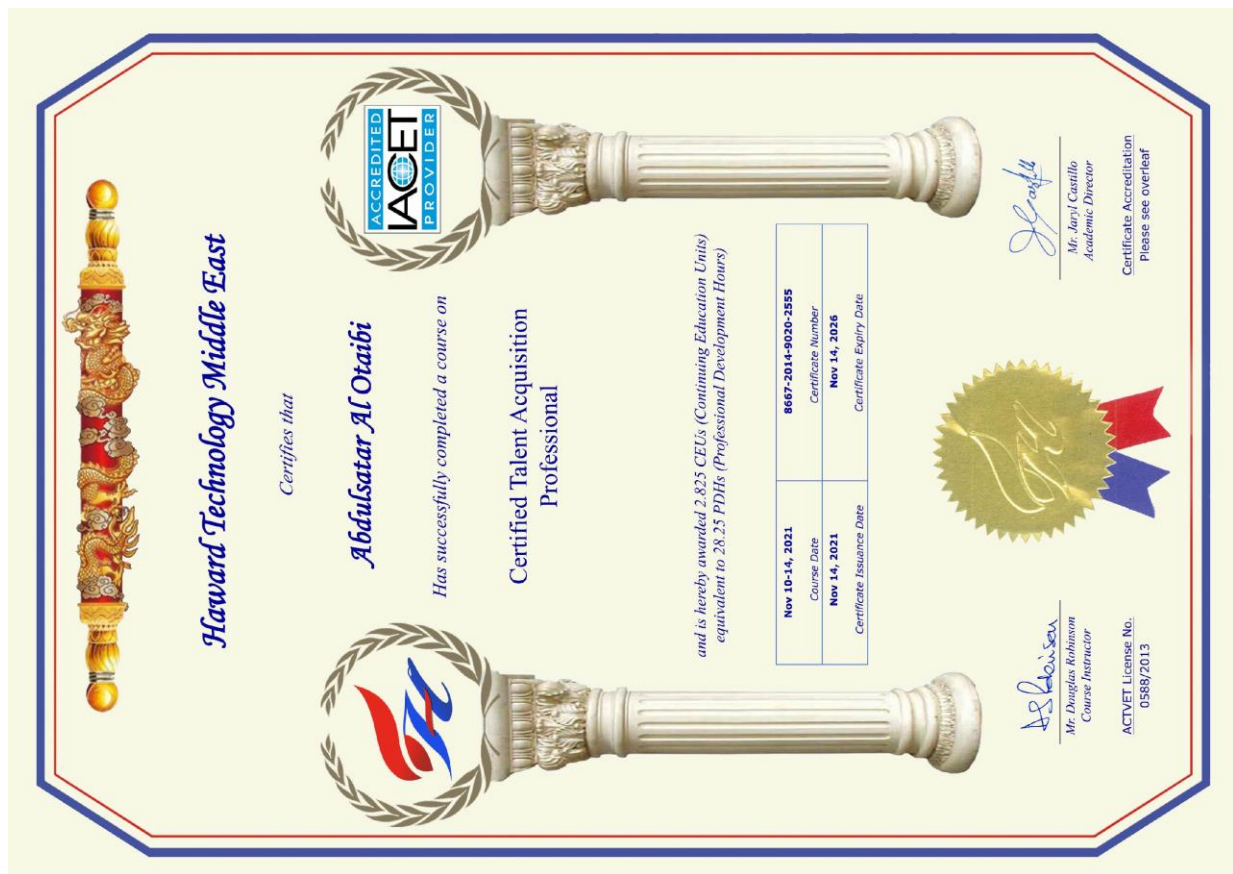 Haward Technology Middle East
Certifies that
Abdulsatar Al Otaibi
ACCREDITED
IACET
PROVIDER
Has successfully completed a course on
Certified Talent Acquisition
Professional
and is hereby awarded 2.825 CEUs (Continuing Education Units)
equivalent to 28.25 PDHs (Professional Development Hours)
Nov 10-14, 2021
8667-2014-9020-2555
Course Date
Certificate Number
Nov 14, 2021
Nov 14, 2026
Certificate Issuance Date
Certificate Expiry Date
Mr. Douglas Robinson
Course Instructor
Mr. Jaryl Castillo
Academic Director
ACTVET License No.
0588/2013
Certificate Accreditation
Please see overleaf